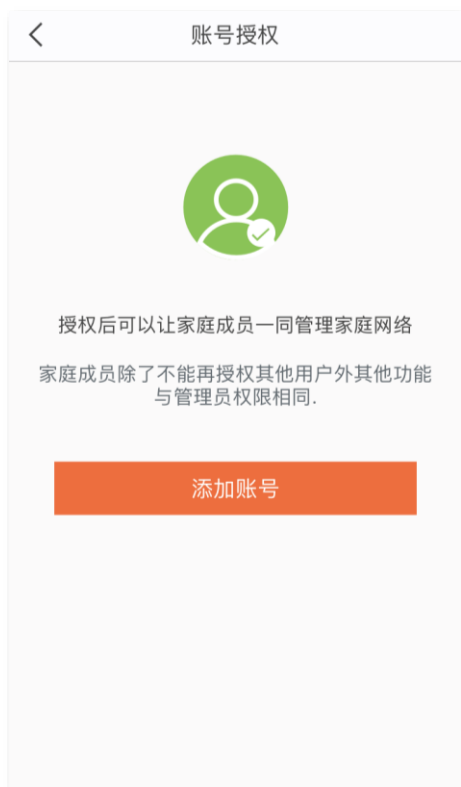 账号授权
授权后可以让家庭成员一同管理家庭网络
家庭成员除了不能再授权其他用户外其他功能
与管理员权限相同.
添加账号